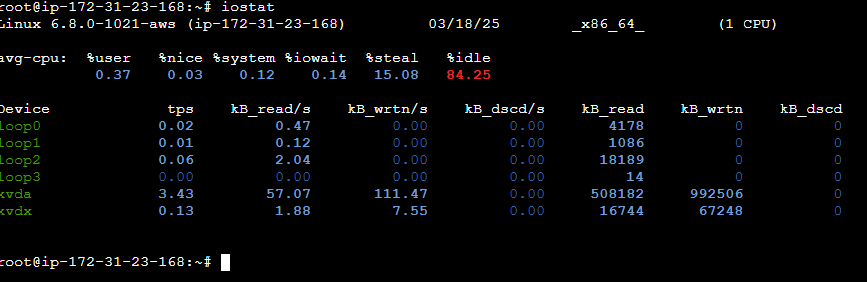 root@ip-172-31-23-168:~# iostat
Linux 6.8.0-1021-aws (ip-172-31-23-168) 03/18/25 _x86_64_ (1 CPU)
avg-cpu: %user %nice %system %iowait %steal %idle
0.37 0.03 0.12 0.14 15.08 84.25
Device tps kB_read/s kB_wrtn/s kB_dscd/s kB_read kB_wrtn kB_dscd
loop0 0.02 0.47 0.00 0.00 4178 0 0
loop1 0.01 0.12 0.00 0.00 1086 0 0
loop2 0.06 2.04 0.00 0.00 18189 0 0
loop3 0.00 0.00 0.00 0.00 14 0 0
xvda 3.43 57.07 111.47 0.00 508182 992506 0
xvdx 0.13 1.88 7.55 0.00 16744 67248 0
root@ip-172-31-23-168:~#